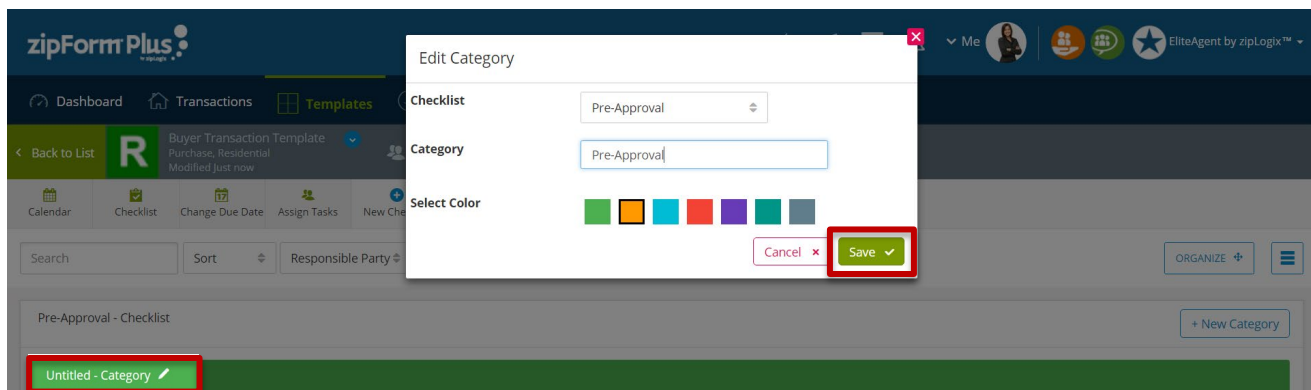 zipForm Plus
by zipLogix
Me
EliteAgent by zipLogix™
Dashboard
Transactions
Templates
Back to List
R
Buyer Transaction Template
Purchase, Residential
Modified Just now
Calendar
Checklist
Change Due Date
Assign Tasks
New Che
Search
Sort
Responsible Party
Edit Category
Checklist
Pre-Approval
Category
Pre-Approval
Select Color
Cancel ×
Save
ORGANIZE
Pre-Approval - Checklist
+ New Category
Untitled - Category